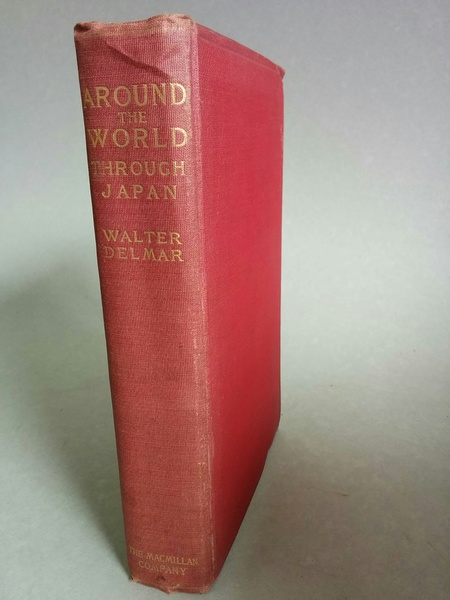 AROUND
THE
WORLD
THROUGH
JAPAN
WALTER
DELMAR
THE MACMILLAN
COMPANY